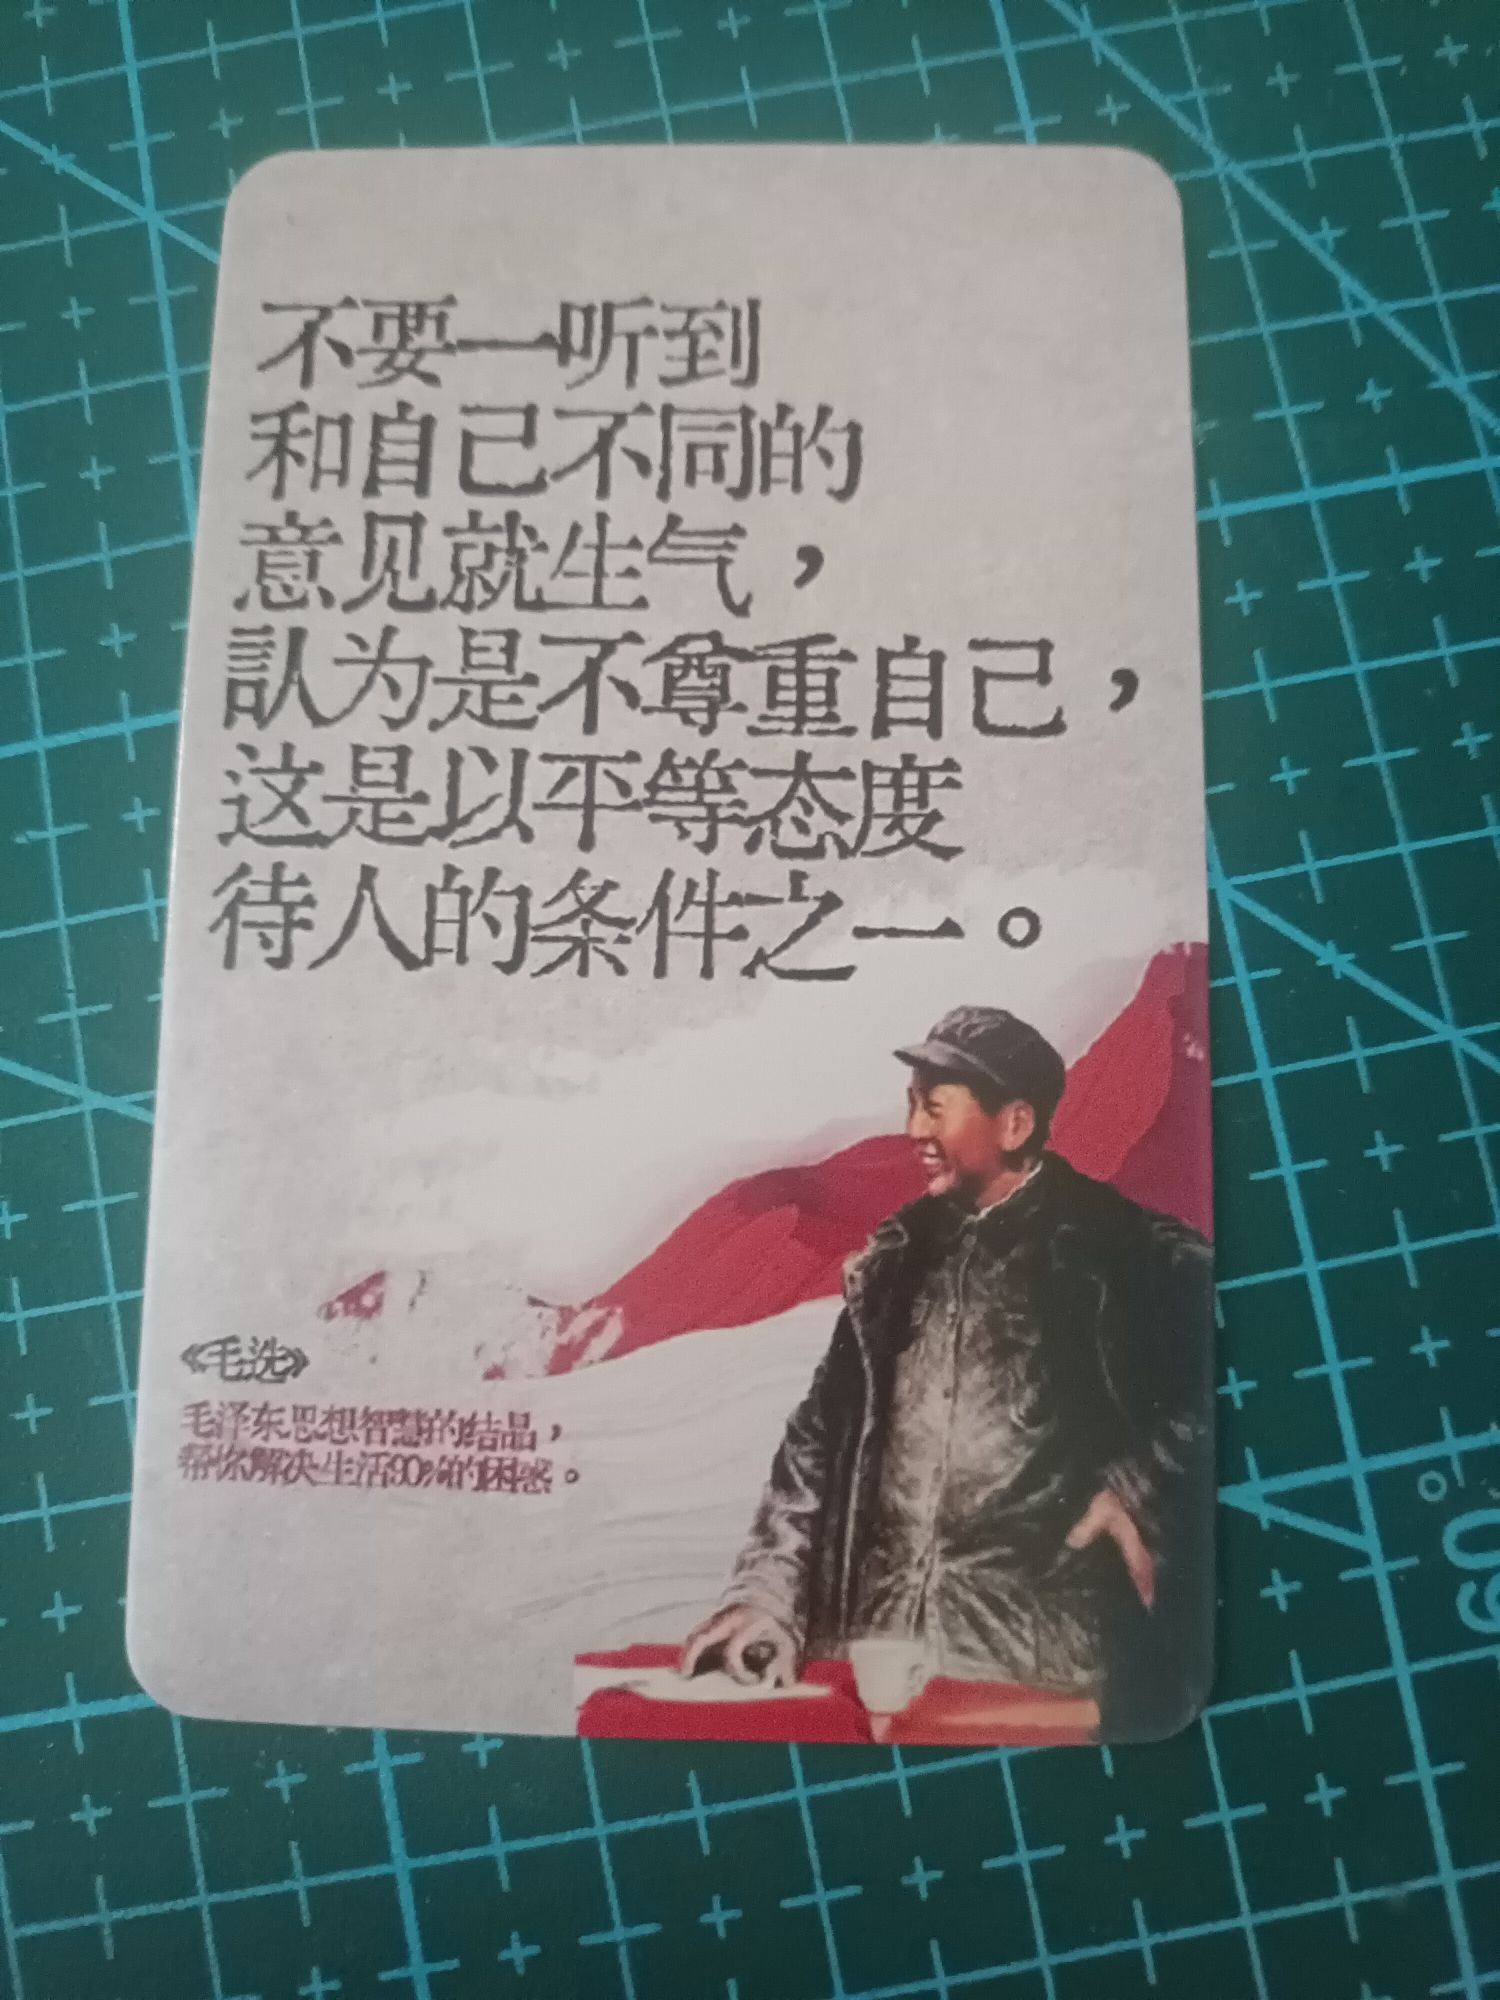 不要一听到
和自己不同的
意见就生气，
認为是不尊重自己，
这是以平等态度
待人的条件之一。
《毛选》
毛泽东思想智慧的结晶，
帮你解决生活90%的困惑。
60°